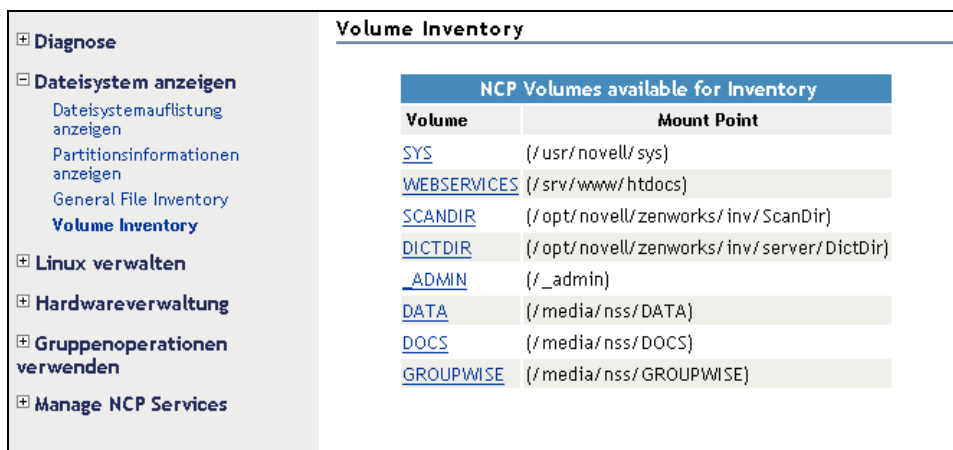 Diagnose
Dateisystem anzeigen
Dateisystemauflistung
anzeigen
Partitionsinformationen
anzeigen
General File Inventory
Volume Inventory
Linux verwalten
Hardwareverwaltung
Gruppenoperationen
verwenden
Manage NCP Services
Volume Inventory
NCP Volumes available for Inventory
Volume Mount Point
SYS (/usr/novell/sys)
WEBSERVICES (/srv/www/htdocs)
SCANDIR (/opt/novell/zenworks/inv/ScanDir)
DICTDIR (/opt/novell/zenworks/inv/server/DictDir)
_ADMIN (/_admin)
DATA (/media/nss/DATA)
DOCS (/media/nss/DOCS)
GROUPWISE (/media/nss/GROUPWISE)